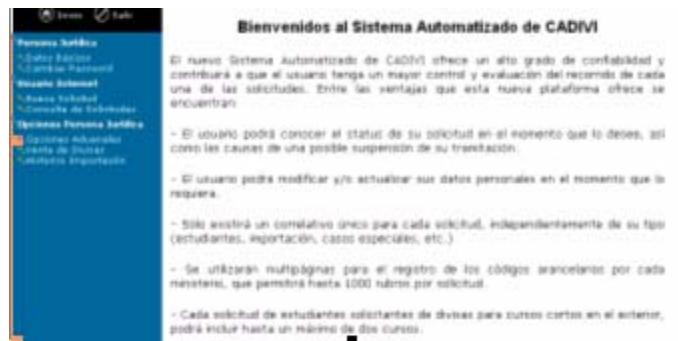 Inicio Salir
Persona Jurídica
Datos Básicos
Cambiar Password
Usuario Internet
Nueva Solicitud
Consulta de Solicitudes
Opciones Persona Jurídica
Opciones Aduanales
Venta de Divisas
Histórico Importación
Bienvenidos al Sistema Automatizado de CADIVI
El nuevo Sistema Automatizado de CADIVI ofrece un alto grado de confiabilidad y
contribuirá a que el usuario tenga un mayor control y evaluación del recorrido de cada
una de las solicitudes. Entre las ventajas que esta nueva plataforma ofrece se
encuentran:
- El usuario podrá conocer el status de su solicitud en el momento que lo desee, así
como las causas de una posible suspensión de su tramitación.
- El usuario podrá modificar y/o actualizar sus datos personales en el momento que lo
requiera.
- Sólo existirá un correlativo único para cada solicitud, independientemente de su tipo
(estudiantes, importación, casos especiales, etc.)
- Se utilizarán multipáginas para el registro de los códigos arancelarios por cada
ministerio, que permitirá hasta 1000 rubros por solicitud.
- Cada solicitud de estudiantes solicitantes de divisas para cursos cortos en el exterior,
podrá incluir hasta un máximo de dos cursos.